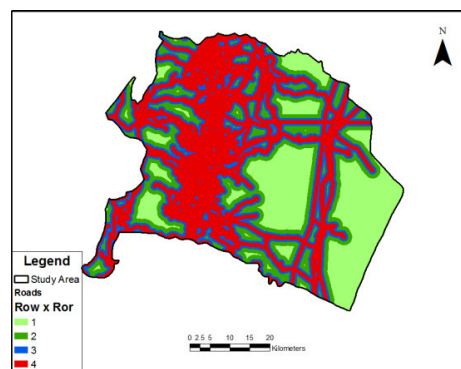 N
Legend
Study Area
Roads
Row x Ror
1
2
3
4
0 2.5 5 10 15 20
Kilometers